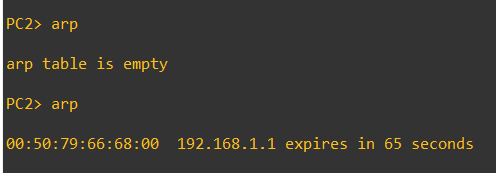 PC2> arp
arp table is empty
PC2> arp
00:50:79:66:68:00  192.168.1.1 expires in 65 seconds